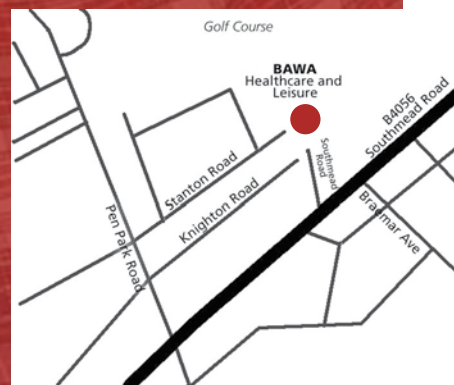 Golf Course
BAWA
Healthcare and
Leisure
B4056
Southmead Road
Southmead
Road
Stanton Road
Knighton Road
Braemar Ave
Pen Park Road